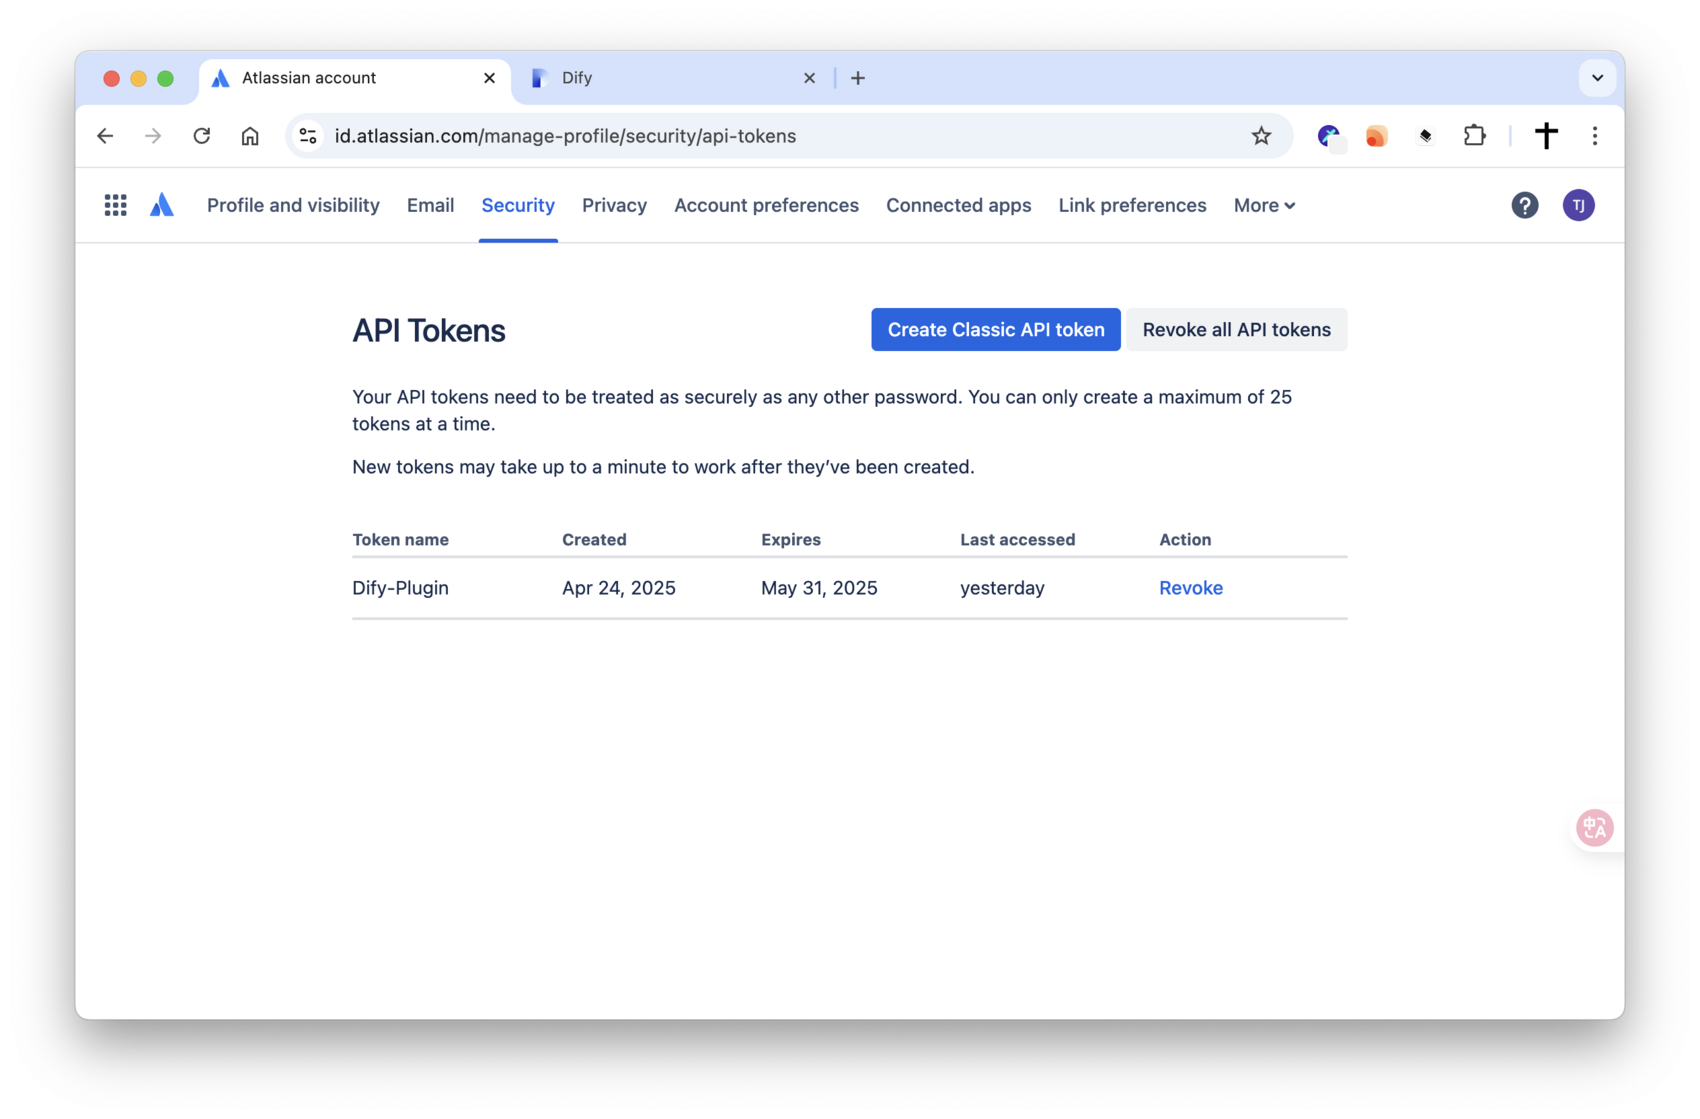 Atlassian account
Dify
id.atlassian.com/manage-profile/security/api-tokens
Profile and visibility Email Security Privacy Account preferences Connected apps Link preferences More
? TJ
API Tokens
Create Classic API token Revoke all API tokens
Your API tokens need to be treated as securely as any other password. You can only create a maximum of 25
tokens at a time.
New tokens may take up to a minute to work after they’ve been created.
Token name Created Expires Last accessed Action
Dify-Plugin Apr 24, 2025 May 31, 2025 yesterday Revoke
中 A